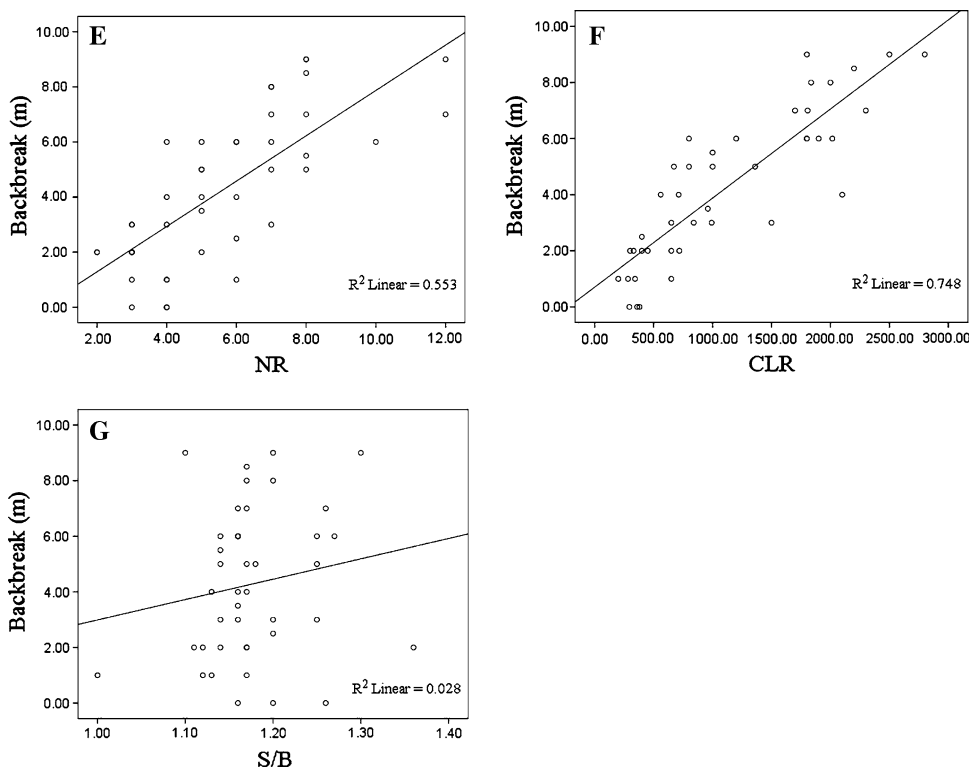 E
Backbreak (m)
10.00
8.00
6.00
4.00
2.00
0.00
R² Linear = 0.553
2.00 4.00 6.00 8.00 10.00 12.00
NR
F
Backbreak (m)
10.00
8.00
6.00
4.00
2.00
0.00
R² Linear = 0.748
0.00 500.00 1000.00 1500.00 2000.00 2500.00 3000.00
CLR
G
Backbreak (m)
10.00
8.00
6.00
4.00
2.00
0.00
R² Linear = 0.028
1.00 1.10 1.20 1.30 1.40
S/B